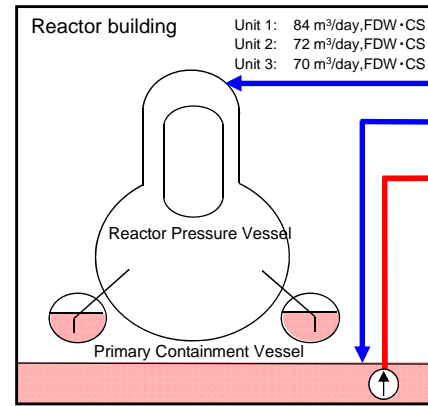 Reactor building
Unit 1: 84 m³/day,FDW・CS
Unit 2: 72 m³/day,FDW・CS
Unit 3: 70 m³/day,FDW・CS
Reactor Pressure Vessel
Primary Containment Vessel